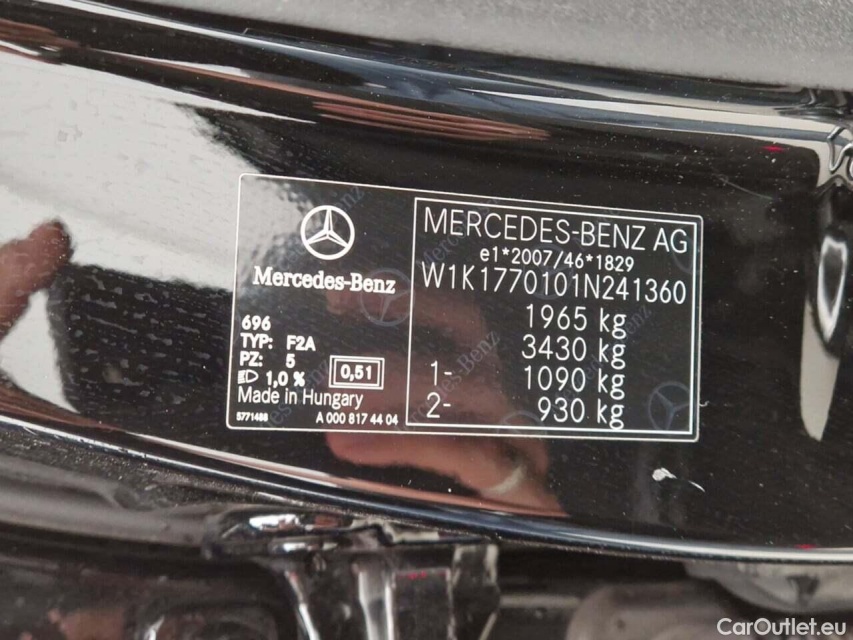 Mercedes-Benz
696
TYP: F2A
PZ: 5
1,0 %
0,51
Made in Hungary
5771488
A 000 817 44 04
MERCEDES-BENZ AG
e1*2007/46*1829
W1K1770101N241360
1965 kg
3430 kg
1- 1090 kg
2- 930 kg
CarOutlet.eu